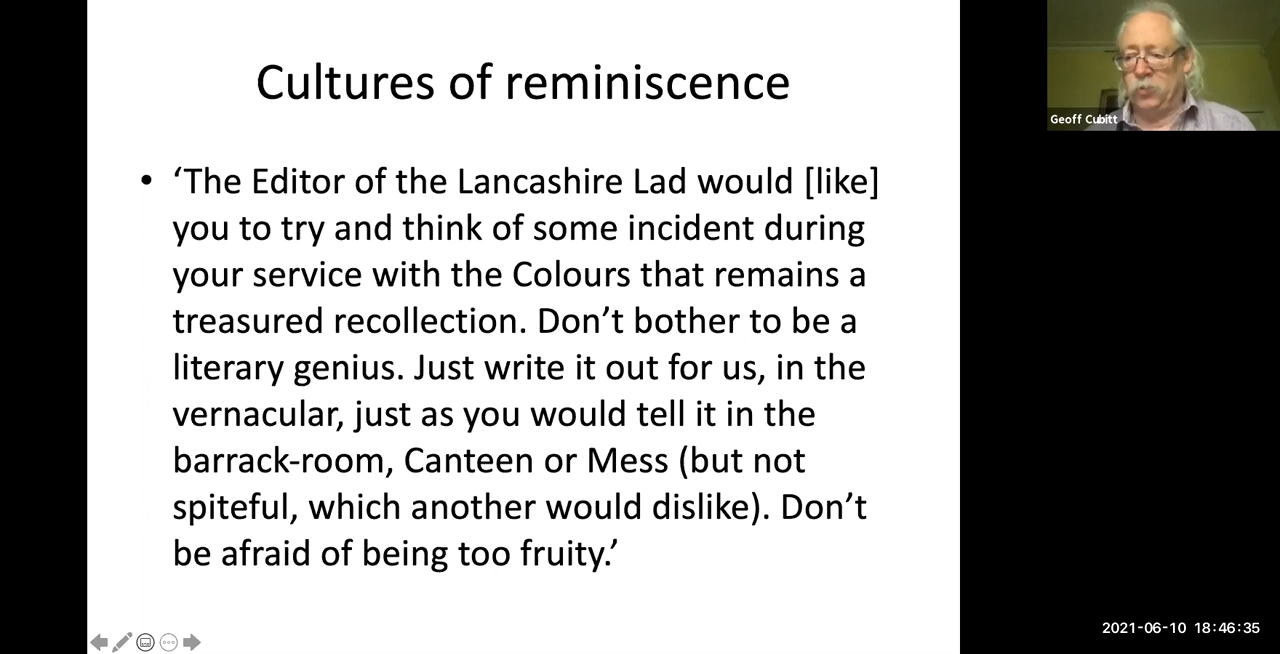 Cultures of reminiscence
• ‘The Editor of the Lancashire Lad would [like]
you to try and think of some incident during
your service with the Colours that remains a
treasured recollection. Don’t bother to be a
literary genius. Just write it out for us, in the
vernacular, just as you would tell it in the
barrack-room, Canteen or Mess (but not
spiteful, which another would dislike). Don’t
be afraid of being too fruity.’
Geoff Cubitt
2021-06-10 18:46:35